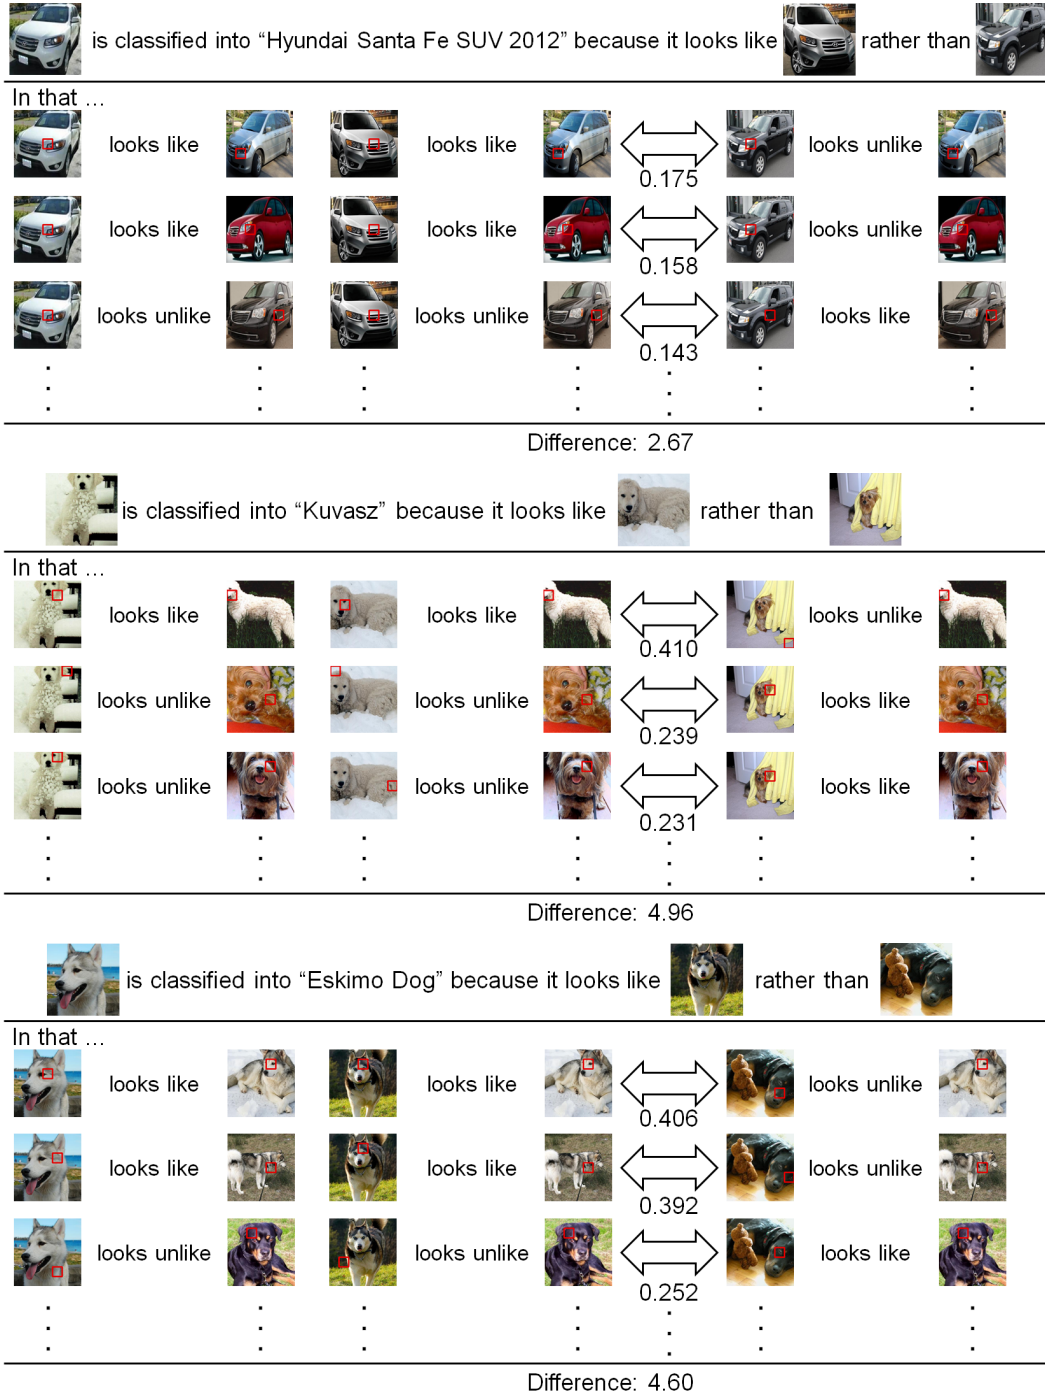 is classified into “Hyundai Santa Fe SUV 2012” because it looks like rather than
In that ...
looks like looks like looks unlike
0.175
looks like looks like looks unlike
0.158
looks unlike looks unlike looks like
0.143
Difference: 2.67
is classified into “Kuvasz” because it looks like rather than
In that ...
looks like looks like looks unlike
0.410
looks unlike looks unlike looks like
0.239
looks unlike looks unlike looks like
0.231
Difference: 4.96
is classified into “Eskimo Dog” because it looks like rather than
In that ...
looks like looks like looks unlike
0.406
looks like looks like looks unlike
0.392
looks unlike looks unlike looks like
0.252
Difference: 4.60